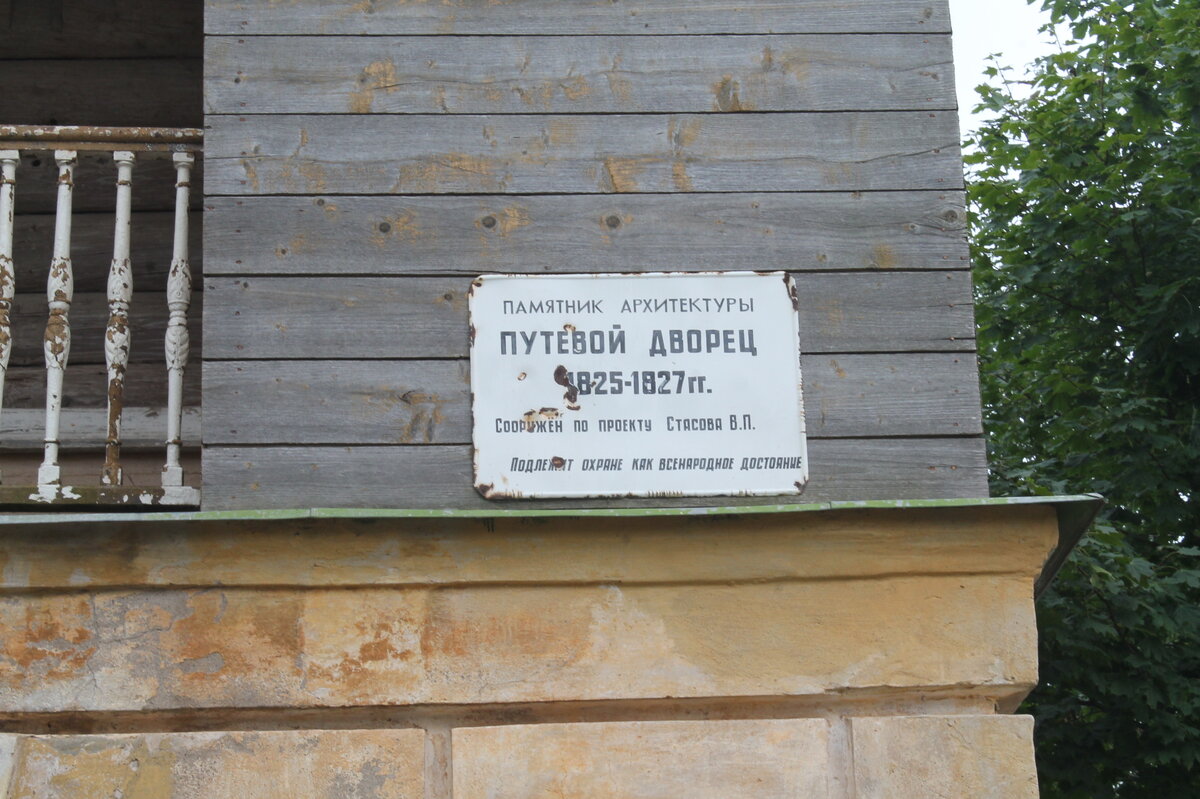 ПАМЯТНИК АРХИТЕКТУРЫ
ПУТЕВОЙ ДВОРЕЦ
1825-1827гг.
Сооружен по проекту Стасова В.П.
Подлежит охране как всенародное достояние